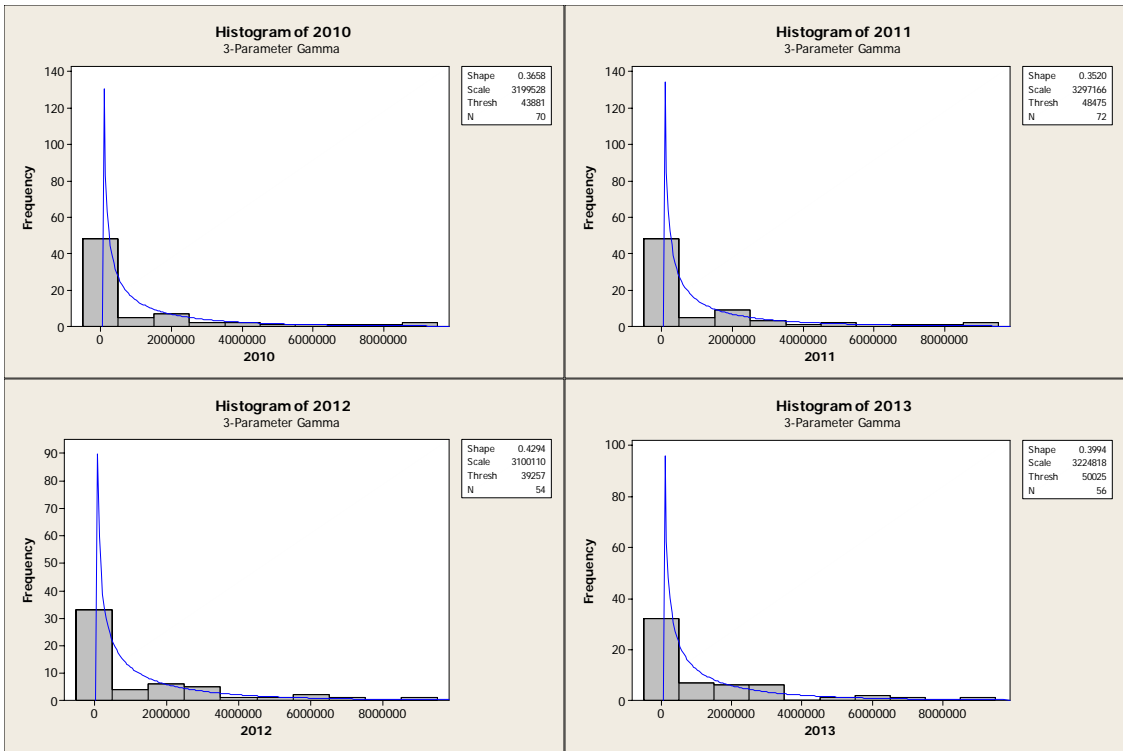 Histogram of 2010
3-Parameter Gamma
Shape 0.3658
Scale 3199528
Thresh 43881
N 70
Frequency
140
120
100
80
60
40
20
0
0 2000000 4000000 6000000 8000000
2010
Histogram of 2011
3-Parameter Gamma
Shape 0.3520
Scale 3297166
Thresh 48475
N 72
Frequency
140
120
100
80
60
40
20
0
0 2000000 4000000 6000000 8000000
2011
Histogram of 2012
3-Parameter Gamma
Shape 0.4294
Scale 3100110
Thresh 39257
N 54
Frequency
90
80
70
60
50
40
30
20
10
0
0 2000000 4000000 6000000 8000000
2012
Histogram of 2013
3-Parameter Gamma
Shape 0.3994
Scale 3224818
Thresh 50025
N 56
Frequency
100
80
60
40
20
0
0 2000000 4000000 6000000 8000000
2013